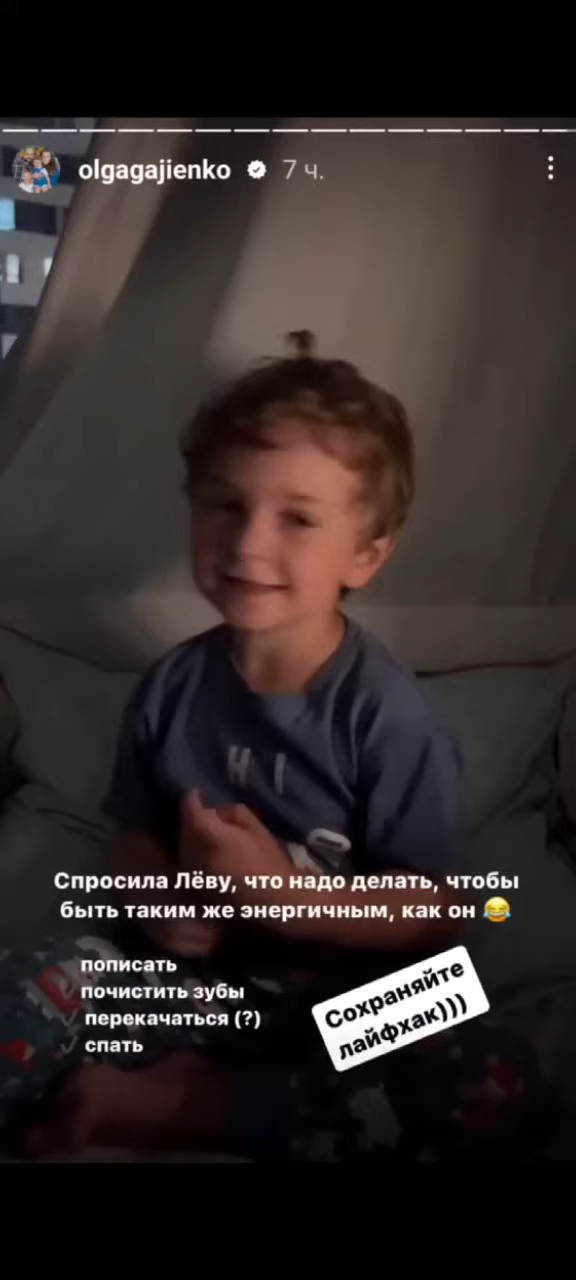 olgagajienko 7 ч.
HI
Спросила Лёву, что надо делать, чтобы
быть таким же энергичным, как он 😂
пописать
почистить зубы
перекачаться (?)
спать
Сохраняйте
лайфхак)))